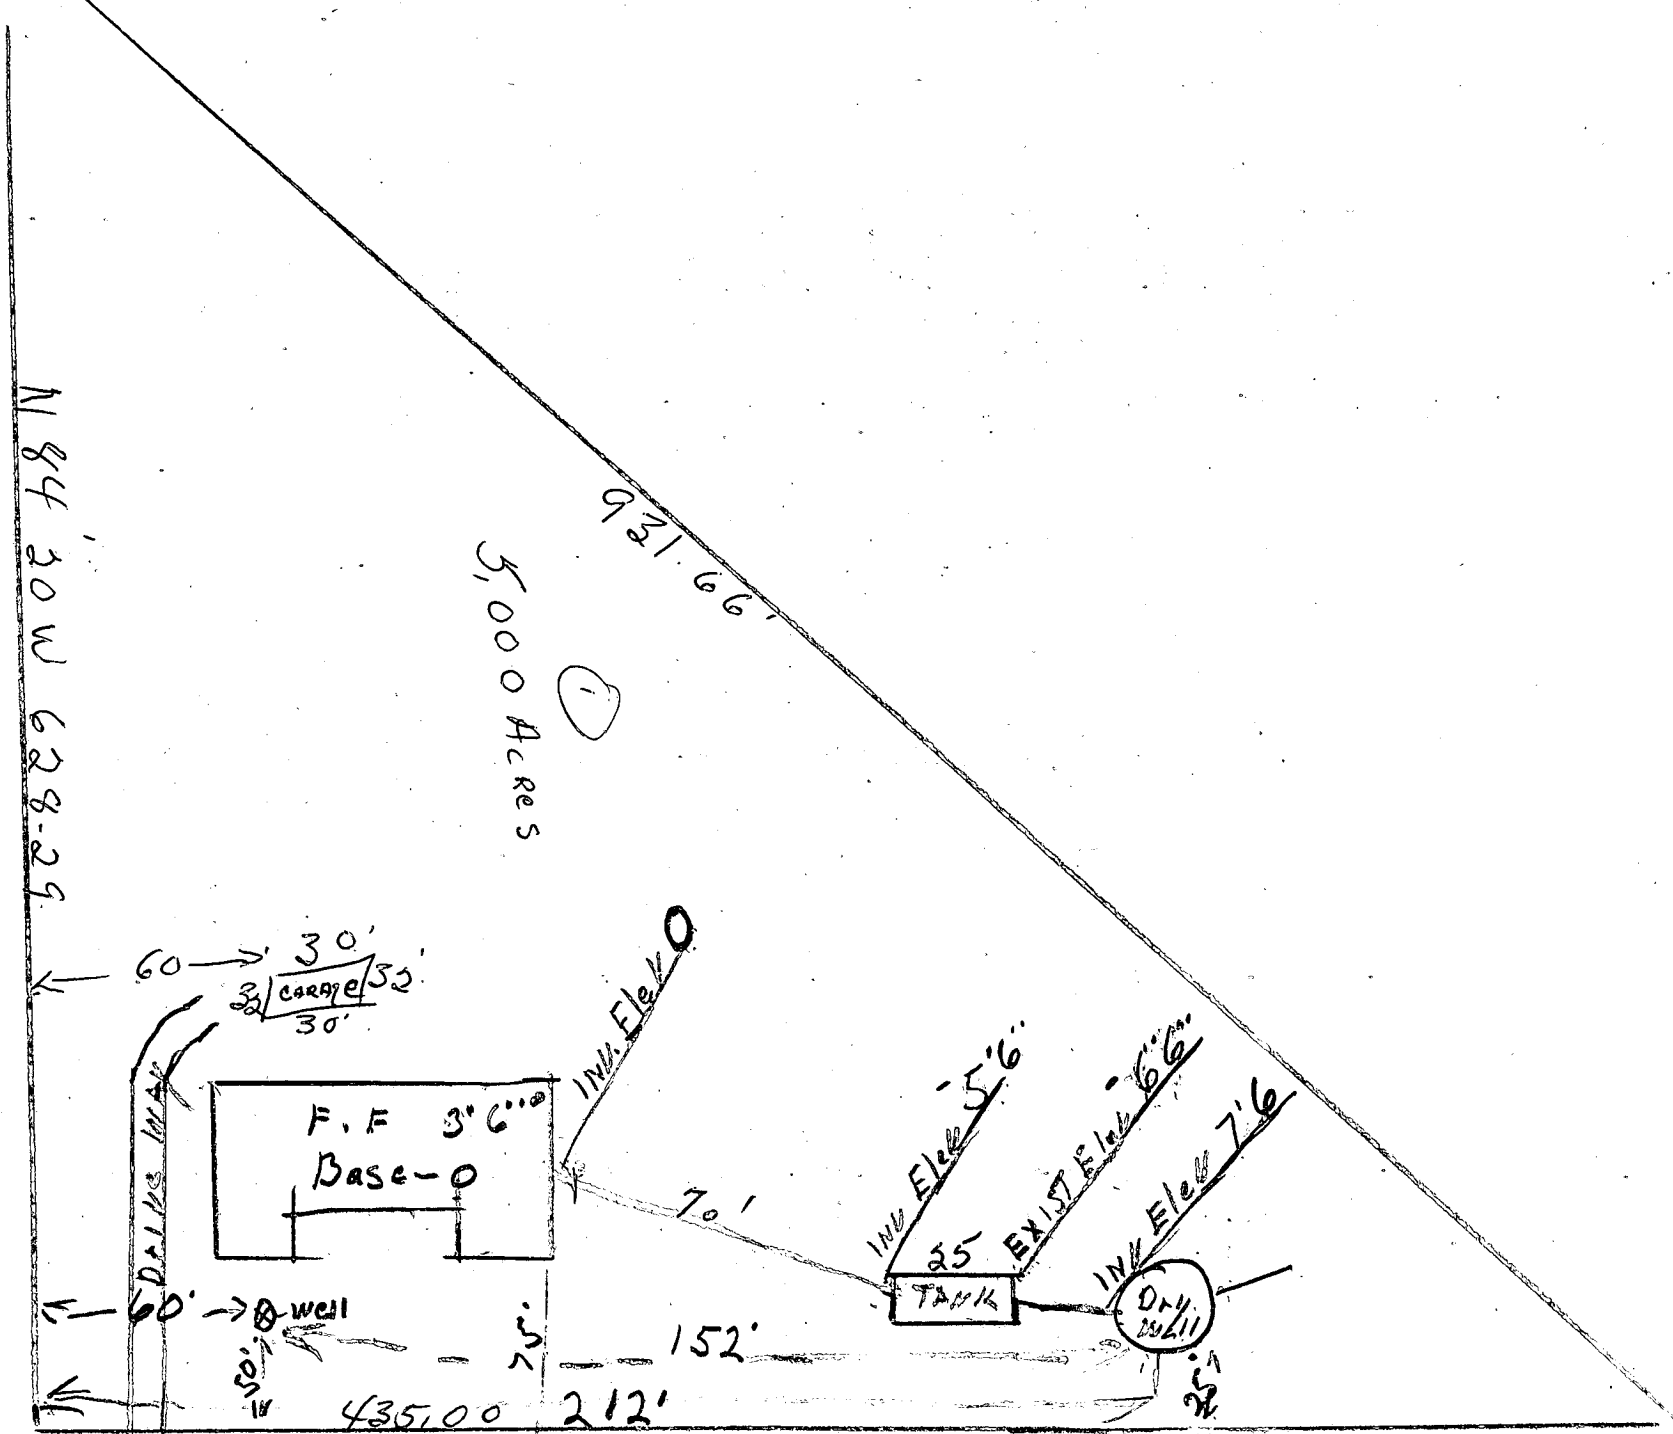 N 84 20 W 628.29
931.66'
5,000 Acres
1
60
30'
32 GARAGE 32'
30'
DRIVE WAY
F.F 3'6"
Base-0
INV. Elev 0
70'
INV Elev -5'6"
EXIST Elev -6'6"
INV Elev 7'6
25
TANK
Dry
Well
60'
Well
50'
75'
152'
25'
435.00
212'